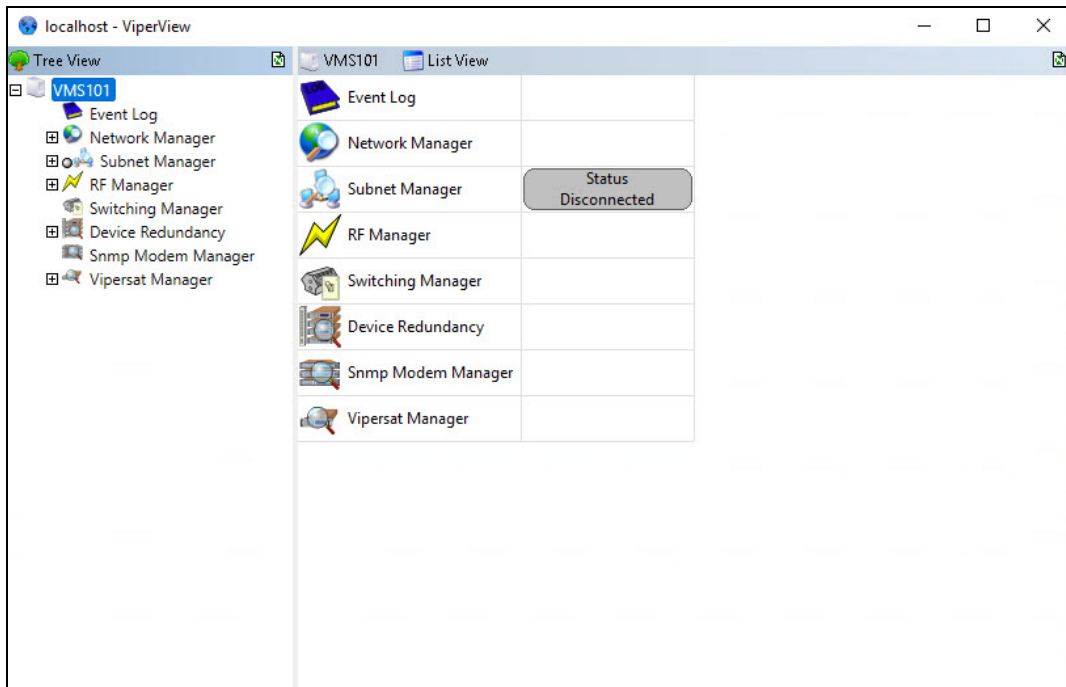 localhost - ViperView
Tree View
VMS101
Event Log
Network Manager
Subnet Manager
RF Manager
Switching Manager
Device Redundancy
Snmp Modem Manager
Vipersat Manager
VMS101 List View
LOG
Event Log
Network Manager
Subnet Manager
Status
Disconnected
RF Manager
Switching Manager
Device Redundancy
Snmp Modem Manager
Vipersat Manager